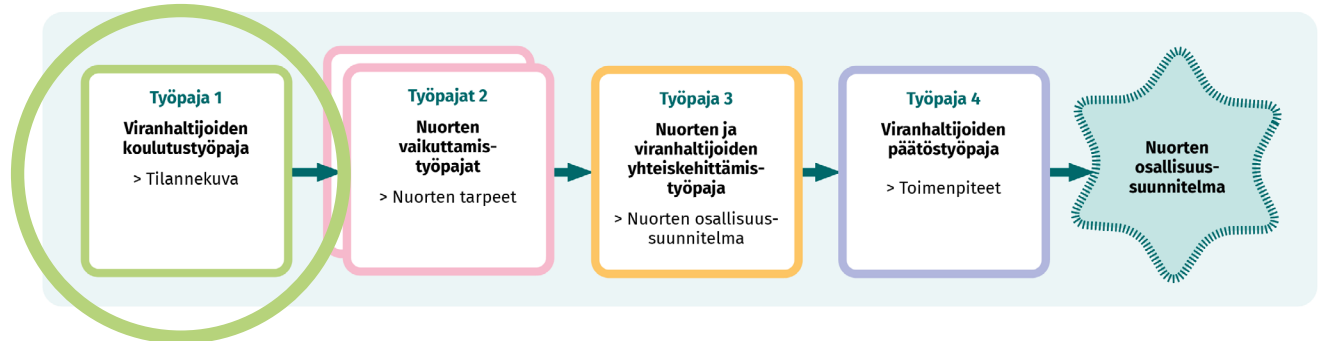 Työpaja 1
Viranhaltijoiden
koulutustyöpaja
> Tilannekuva
Työpajat 2
Nuorten
vaikuttamis-
työpajat
> Nuorten tarpeet
Työpaja 3
Nuorten ja
viranhaltijoiden
yhteiskehittämis-
työpaja
> Nuorten osallisuus-
suunnitelma
Työpaja 4
Viranhaltijoiden
päätöstyöpaja
> Toimenpiteet
Nuorten
osallisuus-
suunnitelma